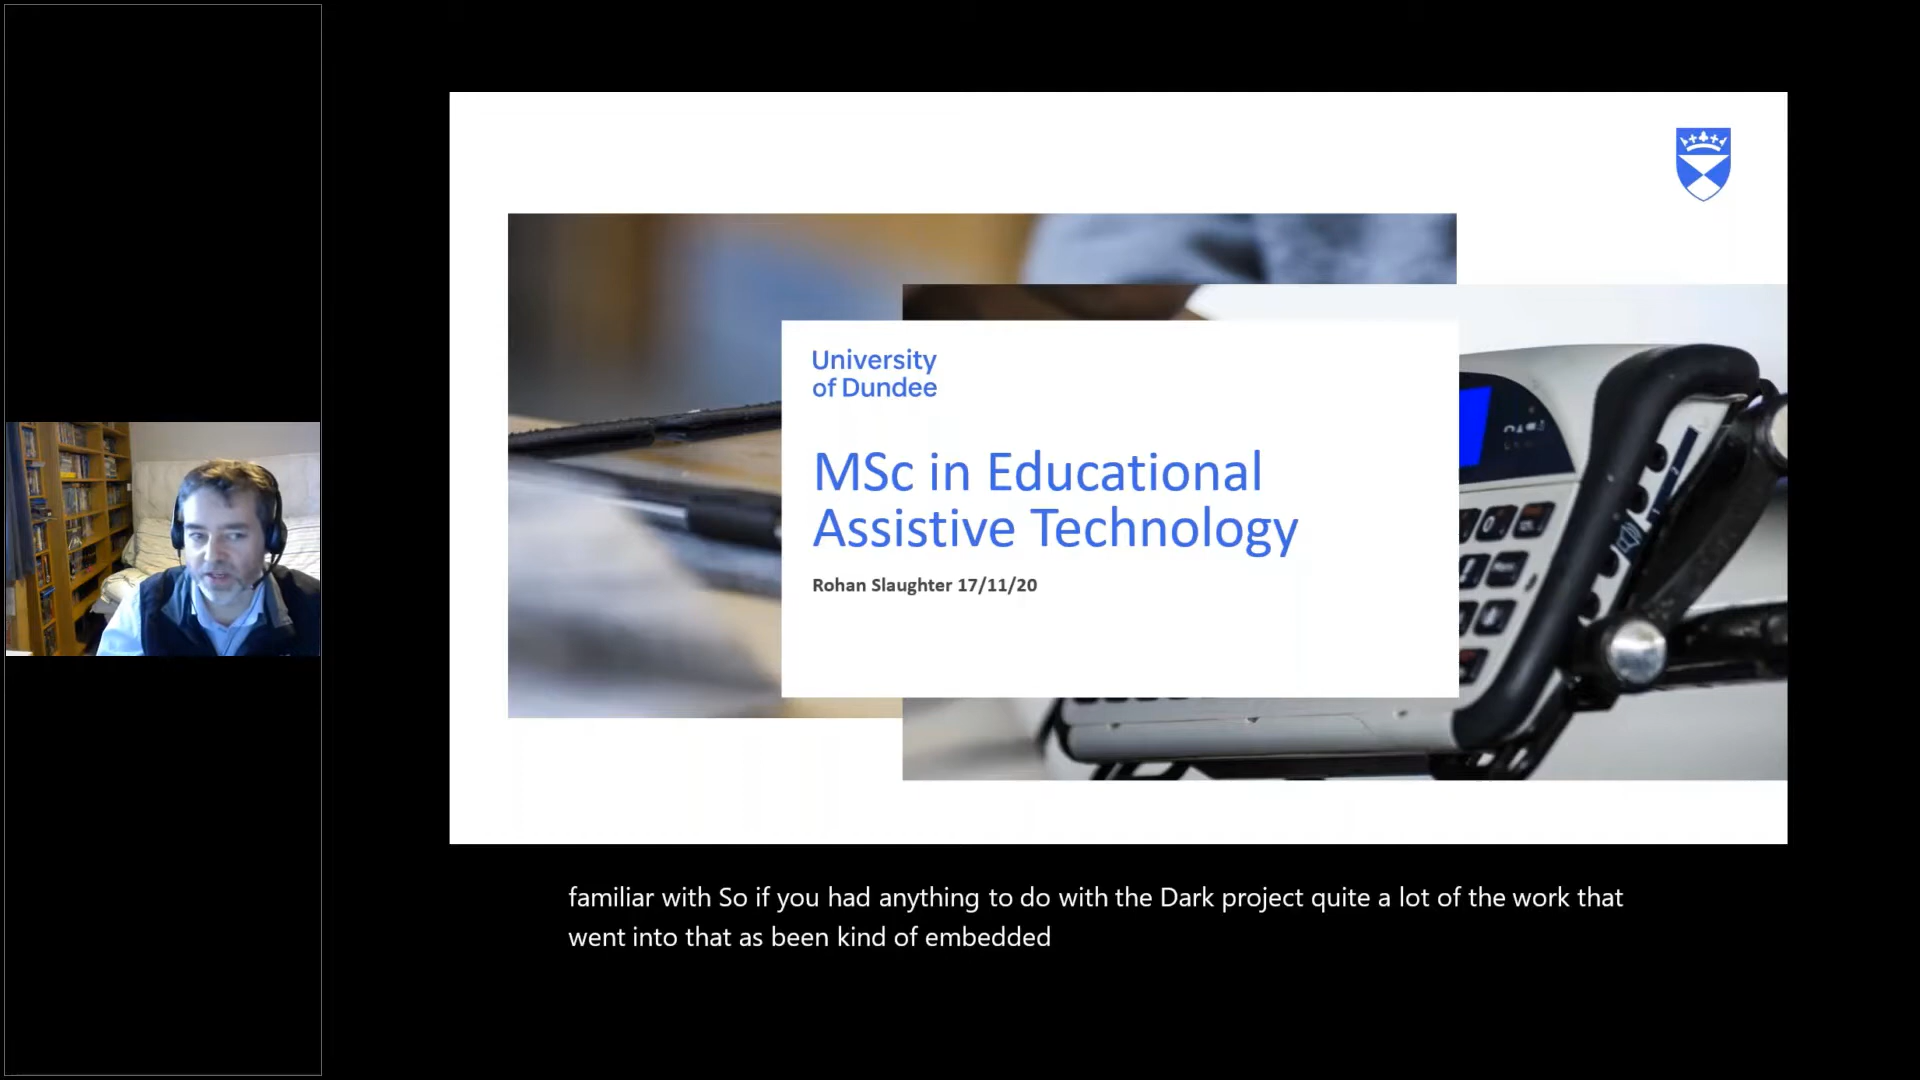 University
of Dundee
MSc in Educational
Assistive Technology
Rohan Slaughter 17/11/20
familiar with So if you had anything to do with the Dark project quite a lot of the work that
went into that as been kind of embedded